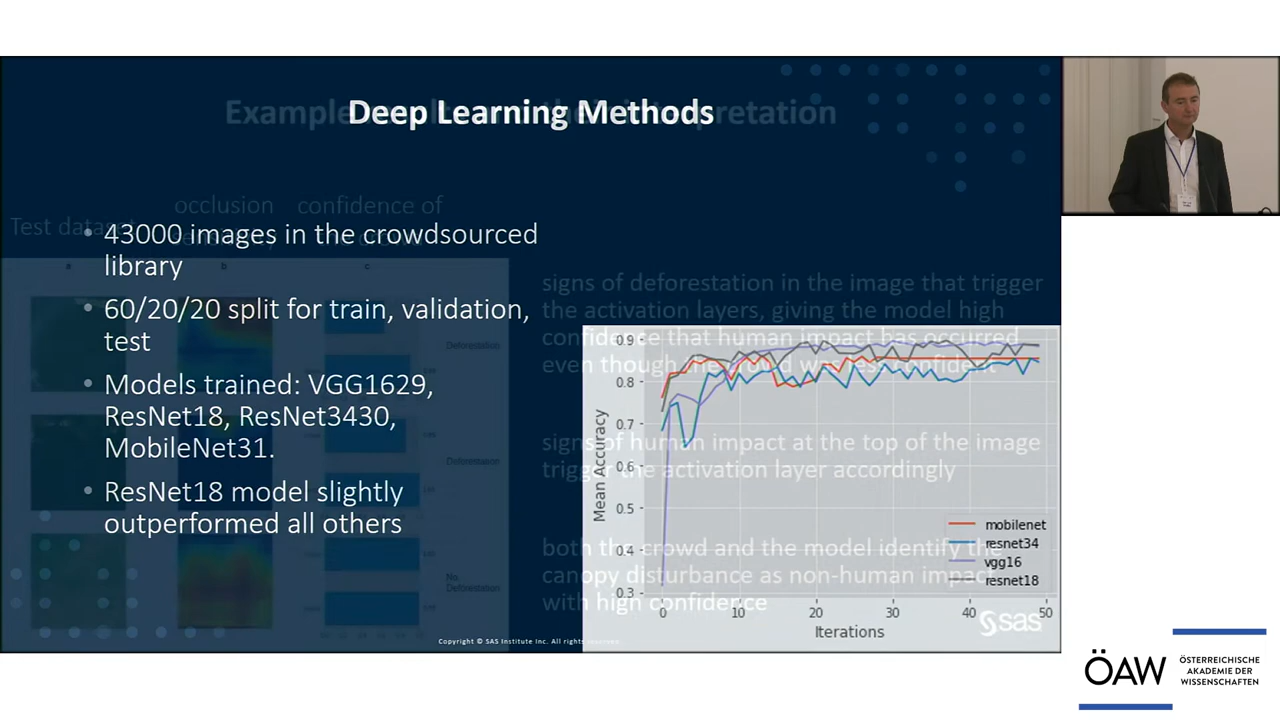 Deep Learning Methods
Example
pretation
occlusion confidence of
Test dataset
• 43000 images in the crowdsourced
library
• 60/20/20 split for train, validation,
test
• Models trained: VGG1629,
ResNet18, ResNet3430,
MobileNet31.
• ResNet18 model slightly
outperformed all others
a b c
Deforestation
Deforestation
No
Deforestation
signs of deforestation in the image that trigger
the activation layers, giving the model high
confidence that human impact has occurred
even though the crowd was less confident
signs of human impact at the top of the image
trigger the activation layer accordingly
both the crowd and the model identify the
canopy disturbance as non-human impact
with high confidence
0.9
0.8
0.7
0.6
0.5
0.4
0.3
Mean Accuracy
mobilenet
resnet34
vgg16
resnet18
0 10 20 30 40 50
Iterations
sas
Copyright © SAS Institute Inc. All rights reserved.
ÖAW
ÖSTERREICHISCHE
AKADEMIE DER
WISSENSCHAFTEN